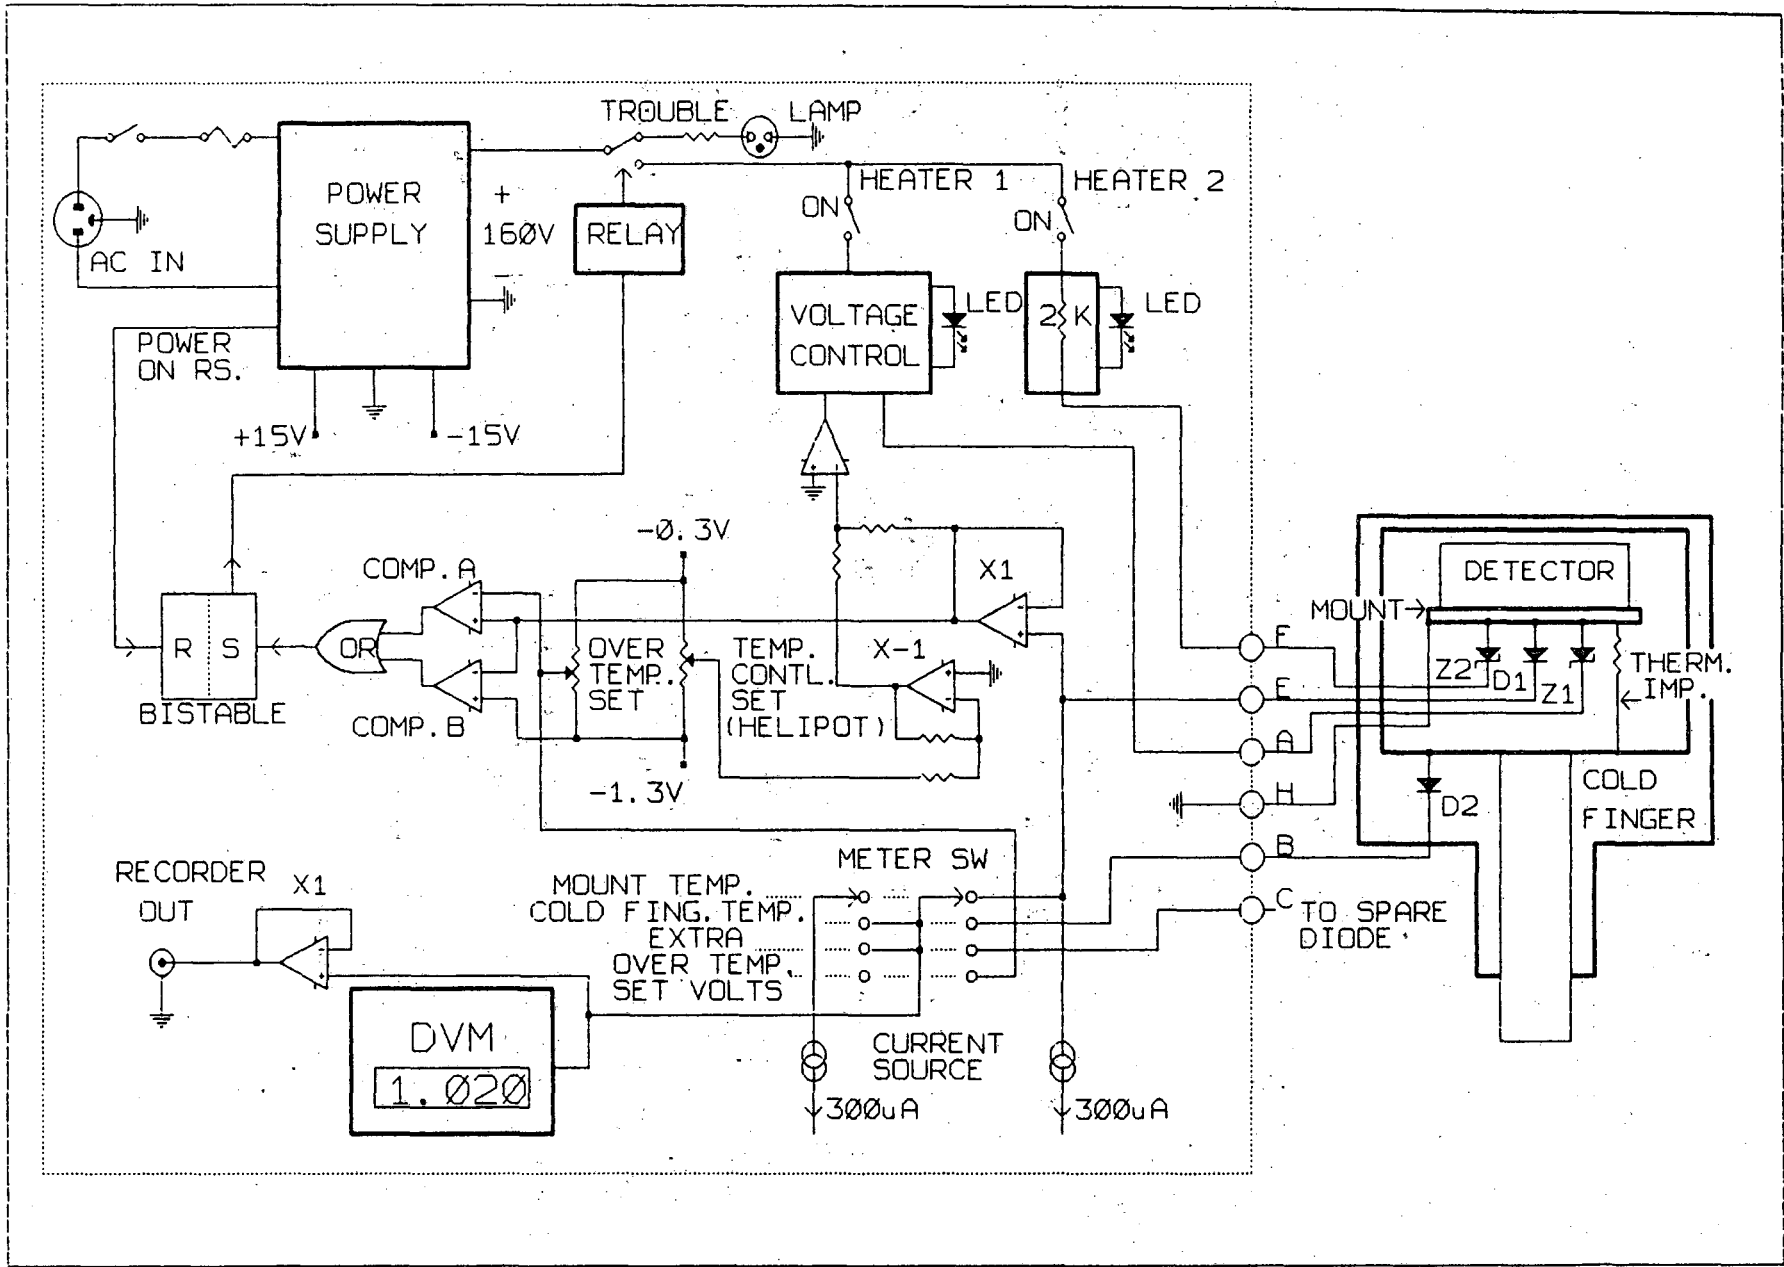 TROUBLE LAMP
POWER
SUPPLY
+
160V
-
AC IN
RELAY
HEATER 1
ON
HEATER 2
ON
VOLTAGE
CONTROL
LED
2 K
LED
POWER
ON RS.
+15V
-15V
-0.3V
COMP. A
X1
DETECTOR
MOUNT
R S
OR
OVER
TEMP.
SET
TEMP.
CONTL.
SET
(HELIPOT)
X-1
F
Z2
D1
Z1
THERM.
IMP.
BISTABLE
COMP. B
E
A
-1.3V
H
COLD
FINGER
D2
B
METER SW
RECORDER
OUT
X1
MOUNT TEMP.
COLD FING. TEMP.
EXTRA
OVER TEMP.
SET VOLTS
C
TO SPARE
DIODE
DVM
1.020
CURRENT
SOURCE
300uA
300uA